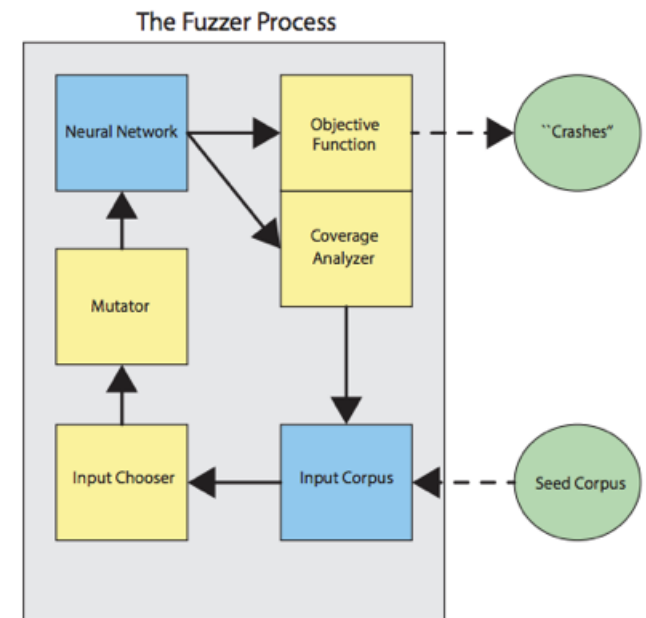 The Fuzzer Process
Neural Network
Objective
Function
``Crashes”
Coverage
Analyzer
Mutator
Input Chooser
Input Corpus
Seed Corpus